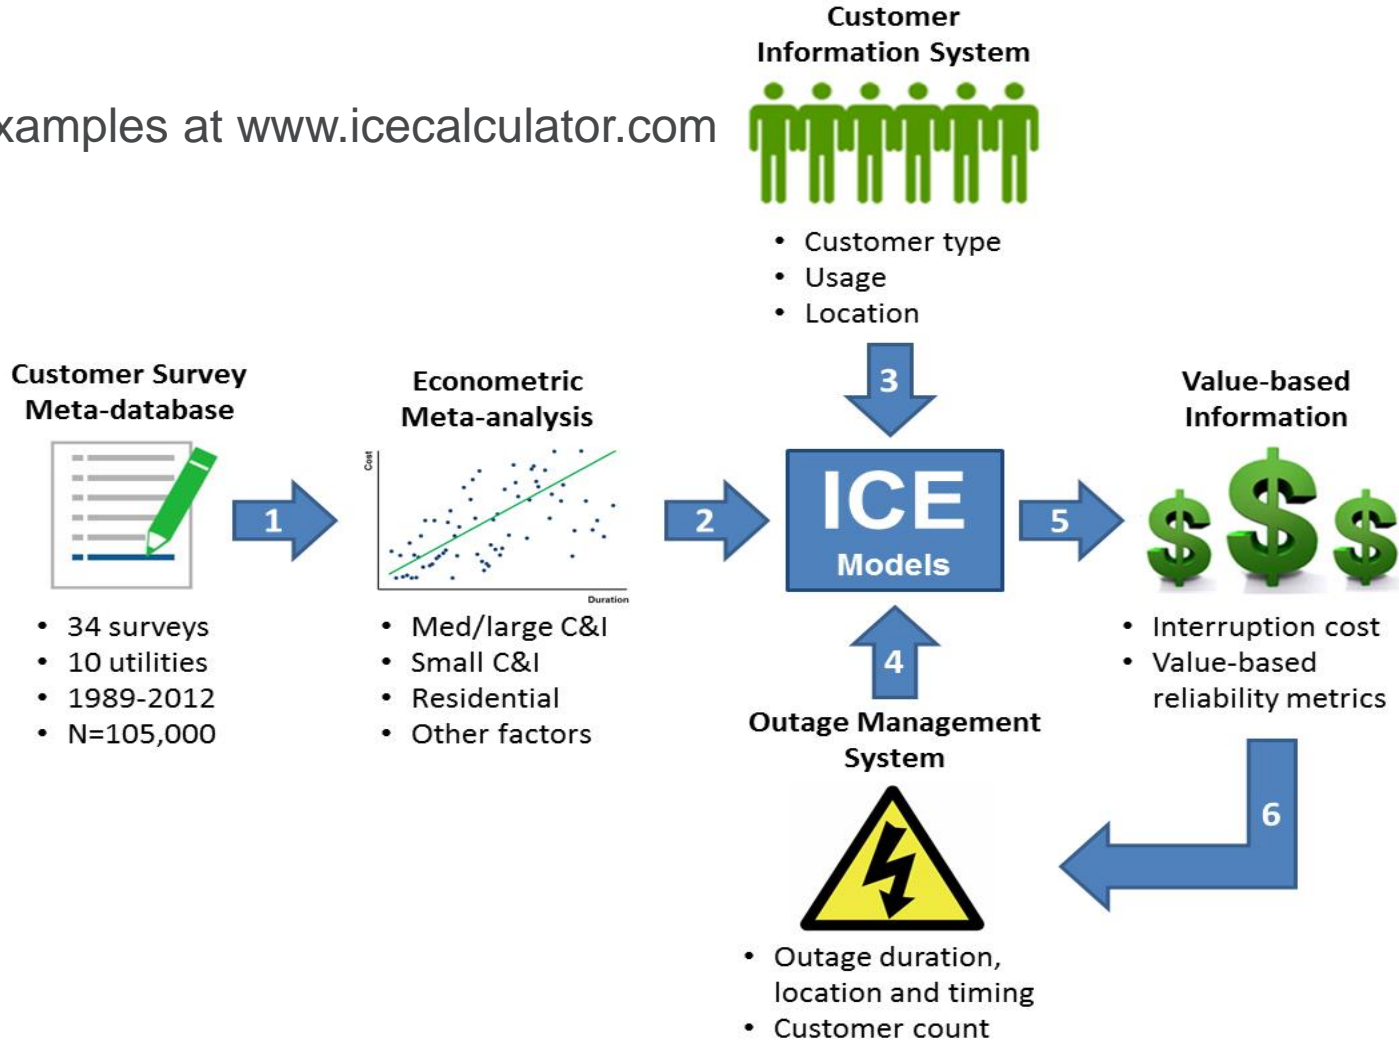 Customer
Information System
xamples at www.icecalculator.com
• Customer type
• Usage
• Location
3
Customer Survey
Meta-database
1
• 34 surveys
• 10 utilities
• 1989-2012
• N=105,000
Econometric
Meta-analysis
Cost
Duration
• Med/large C&I
• Small C&I
• Residential
• Other factors
2
ICE
Models
5
Value-based
Information
$ $ $
• Interruption cost
• Value-based
reliability metrics
4
Outage Management
System
6
• Outage duration,
location and timing
• Customer count